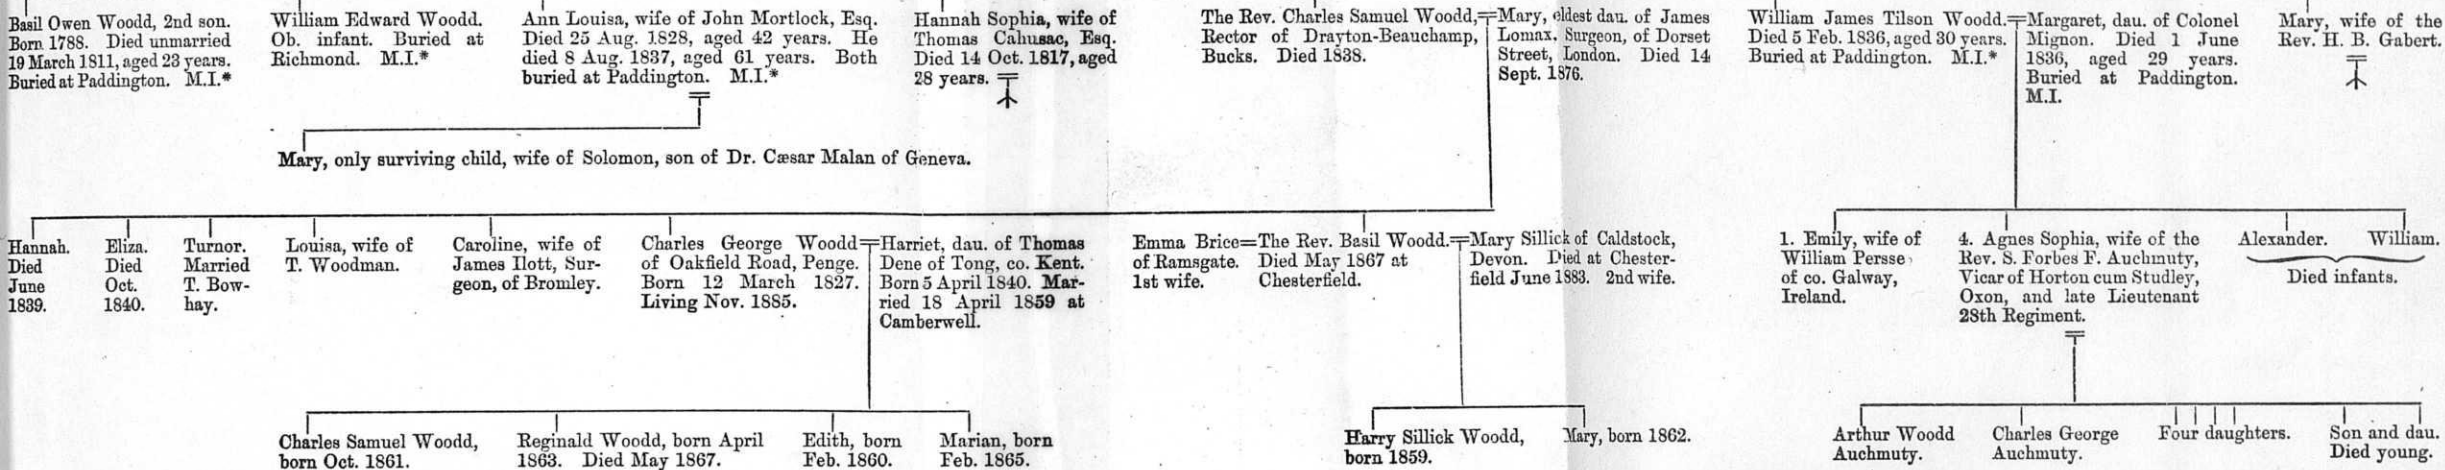 Basil Owen Woodd, 2nd son.
Born 1788. Died unmarried
19 March 1811, aged 23 years.
Buried at Paddington. M.I.*
William Edward Woodd.
Ob. infant. Buried at
Richmond. M.I.*
Ann Louisa, wife of John Mortlock, Esq.
Died 25 Aug. 1828, aged 42 years. He
died 8 Aug. 1837, aged 61 years. Both
buried at Paddington. M.I.*
Hannah Sophia, wife of
Thomas Cahusac, Esq.
Died 14 Oct. 1817, aged
28 years.
The Rev. Charles Samuel Woodd,
Rector of Drayton-Beauchamp,
Bucks. Died 1838.
Mary, eldest dau. of James
Lomax, Surgeon, of Dorset
Street, London. Died 14
Sept. 1876.
William James Tilson Woodd.
Died 5 Feb. 1836, aged 30 years.
Buried at Paddington. M.I.*
Margaret, dau. of Colonel
Mignon. Died 1 June
1836, aged 29 years.
Buried at Paddington.
M.I.
Mary, wife of the
Rev. H. B. Gabert.
Mary, only surviving child, wife of Solomon, son of Dr. Cæsar Malan of Geneva.
Hannah.
Died
June
1839.
Eliza.
Died
Oct.
1840.
Turnor.
Married
T. Bow-
hay.
Louisa, wife of
T. Woodman.
Caroline, wife of
James Ilott, Sur-
geon, of Bromley.
Charles George Woodd
of Oakfield Road, Penge.
Born 12 March 1827.
Living Nov. 1885.
Harriet, dau. of Thomas
Dene of Tong, co. Kent.
Born 5 April 1840. Mar-
ried 18 April 1859 at
Camberwell.
Emma Brice
of Ramsgate.
1st wife.
The Rev. Basil Woodd.
Died May 1867 at
Chesterfield.
Mary Sillick of Caldstock,
Devon. Died at Chester-
field June 1883. 2nd wife.
1. Emily, wife of
William Persse
of co. Galway,
Ireland.
4. Agnes Sophia, wife of the
Rev. S. Forbes F. Auchmuty,
Vicar of Horton cum Studley,
Oxon, and late Lieutenant
28th Regiment.
Alexander. William.
Died infants.
Charles Samuel Woodd,
born Oct. 1861.
Reginald Woodd, born April
1863. Died May 1867.
Edith, born
Feb. 1860.
Marian, born
Feb. 1865.
Harry Sillick Woodd,
born 1859.
Mary, born 1862.
Arthur Woodd
Auchmuty.
Charles George
Auchmuty.
Four daughters.
Son and dau.
Died young.